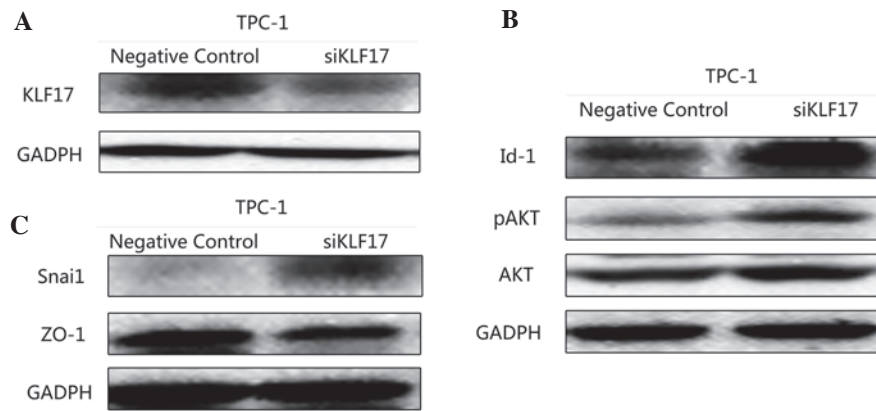 A
TPC-1
Negative Control siKLF17
KLF17
GADPH
B
TPC-1
Negative Control siKLF17
Id-1
pAKT
AKT
GADPH
C
TPC-1
Negative Control siKLF17
Snai1
ZO-1
GADPH